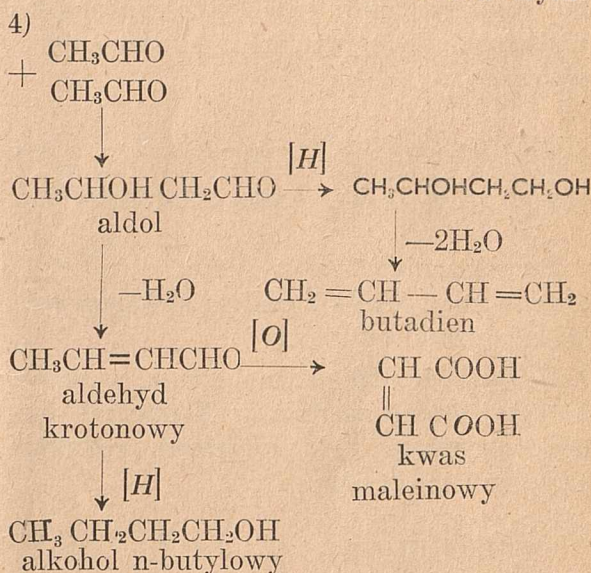 4)
CH₃CHO
+
CH₃CHO
[H]
CH₃CHOH CH₂CHO → CH₃CHOHCH₂CH₂OH
aldol
—2H₂O
—H₂O
CH₂ = CH — CH = CH₂
butadien
[O]
CH₃CH=CHCHO → CH COOH
||
aldehyd
krotonowy
CH COOH
kwas
maleinowy
[H]
CH₃ CH₂CH₂CH₂OH
alkohol n-butylowy